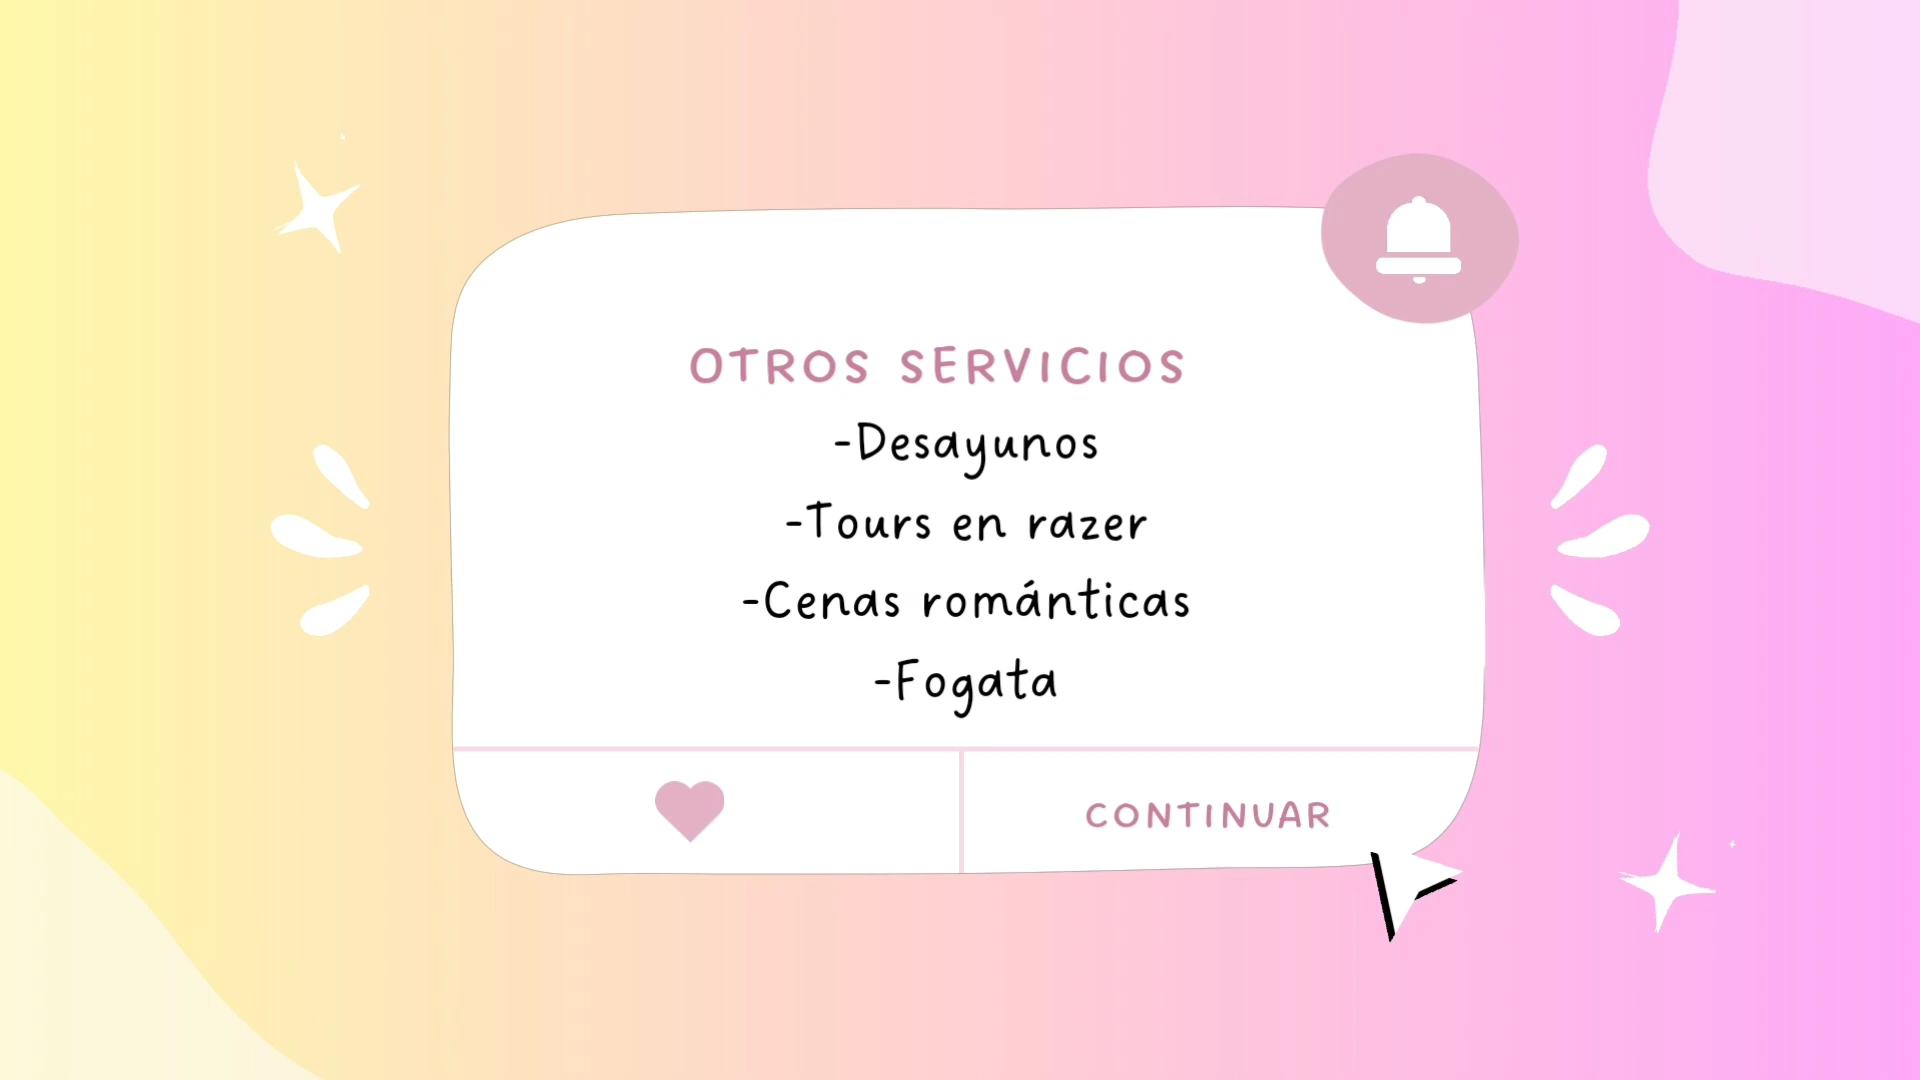 OTROS SERVICIOS
-Desayunos
-Tours en razer
-Cenas románticas
-Fogata
CONTINUAR